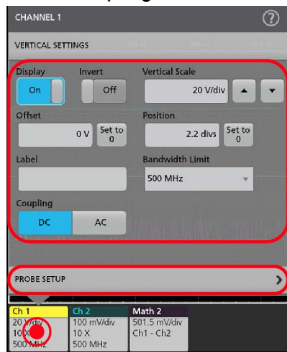 CHANNEL 1
VERTICAL SETTINGS
Display Invert Vertical Scale
On Off 20 V/div
Offset Position
0 V Set to 0 2.2 divs Set to 0
Label Bandwidth Limit
500 MHz
Coupling
DC AC
PROBE SETUP
Ch 1 Ch 2 Math 2
20 V/div 100 mV/div 501.5 mV/div
10 X 10 X Ch1 - Ch2
500 MHz 500 MHz